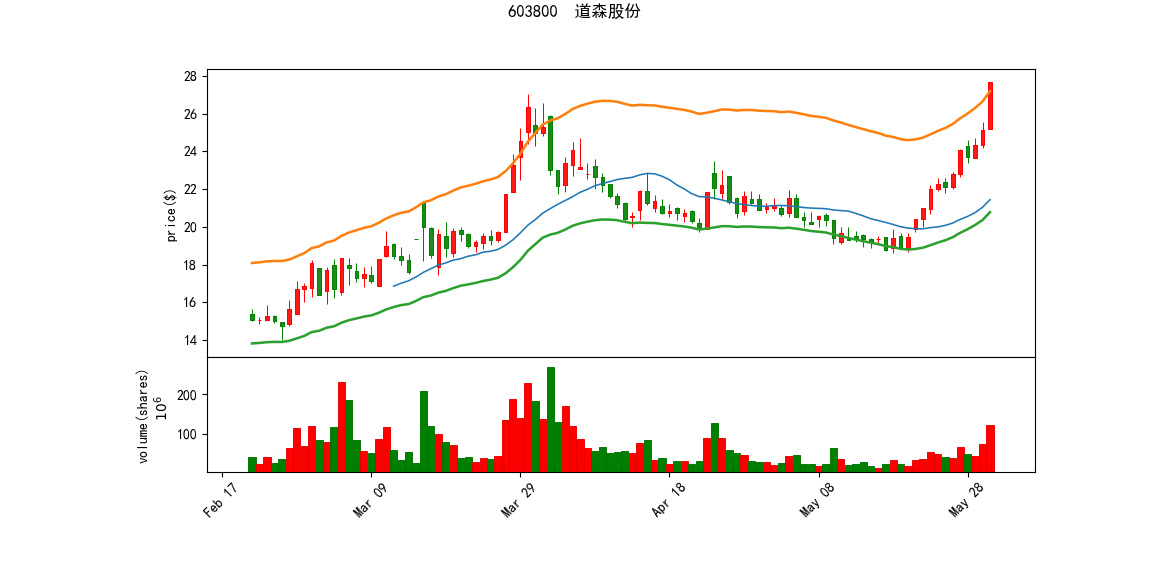 603800 道森股份
price($)
28
26
24
22
20
18
16
14
volume(shares)
10^6
200
100
Feb 17
Mar 09
Mar 29
Apr 18
May 08
May 28